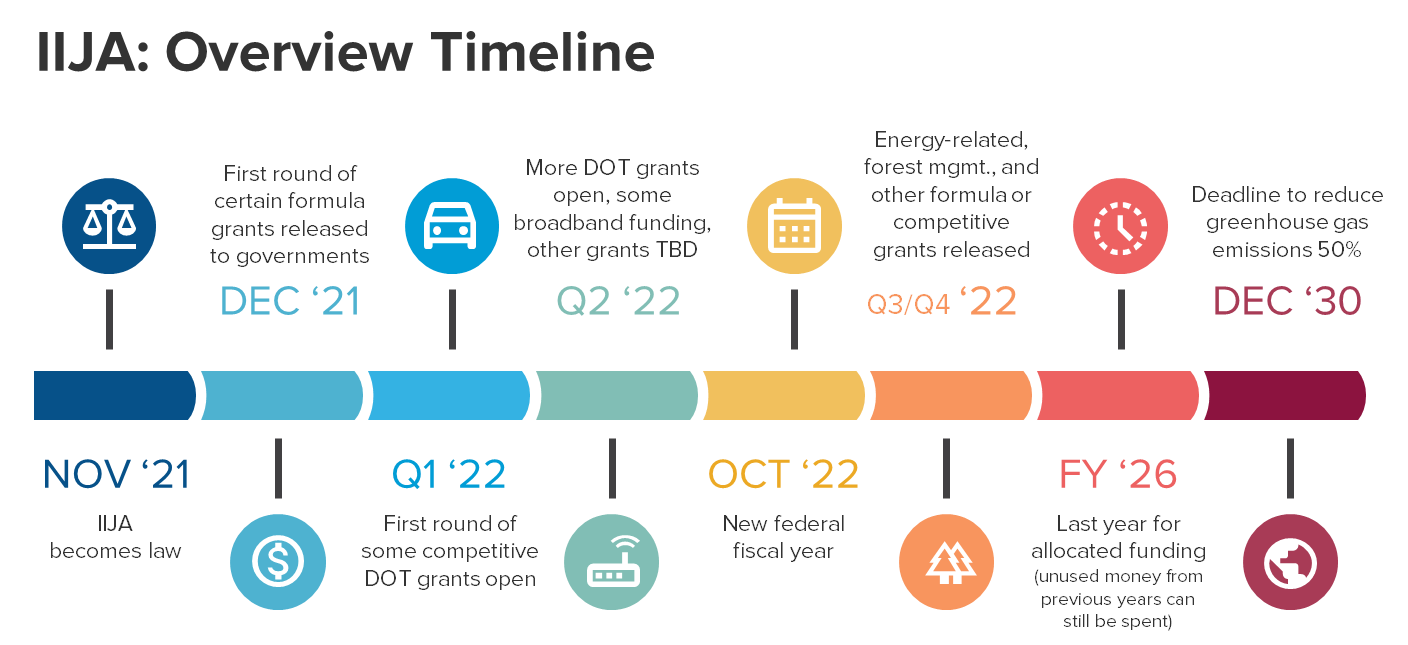 IIJA: Overview Timeline
NOV ‘21
IIJA
becomes law
First round of
certain formula
grants released
to governments
DEC ‘21
Q1 ‘22
First round of
some competitive
DOT grants open
More DOT grants
open, some
broadband funding,
other grants TBD
Q2 ‘22
OCT ‘22
New federal
fiscal year
Energy-related,
forest mgmt., and
other formula or
competitive
grants released
Q3/Q4 ‘22
FY ‘26
Last year for
allocated funding
(unused money from
previous years can
still be spent)
Deadline to reduce
greenhouse gas
emissions 50%
DEC ‘30